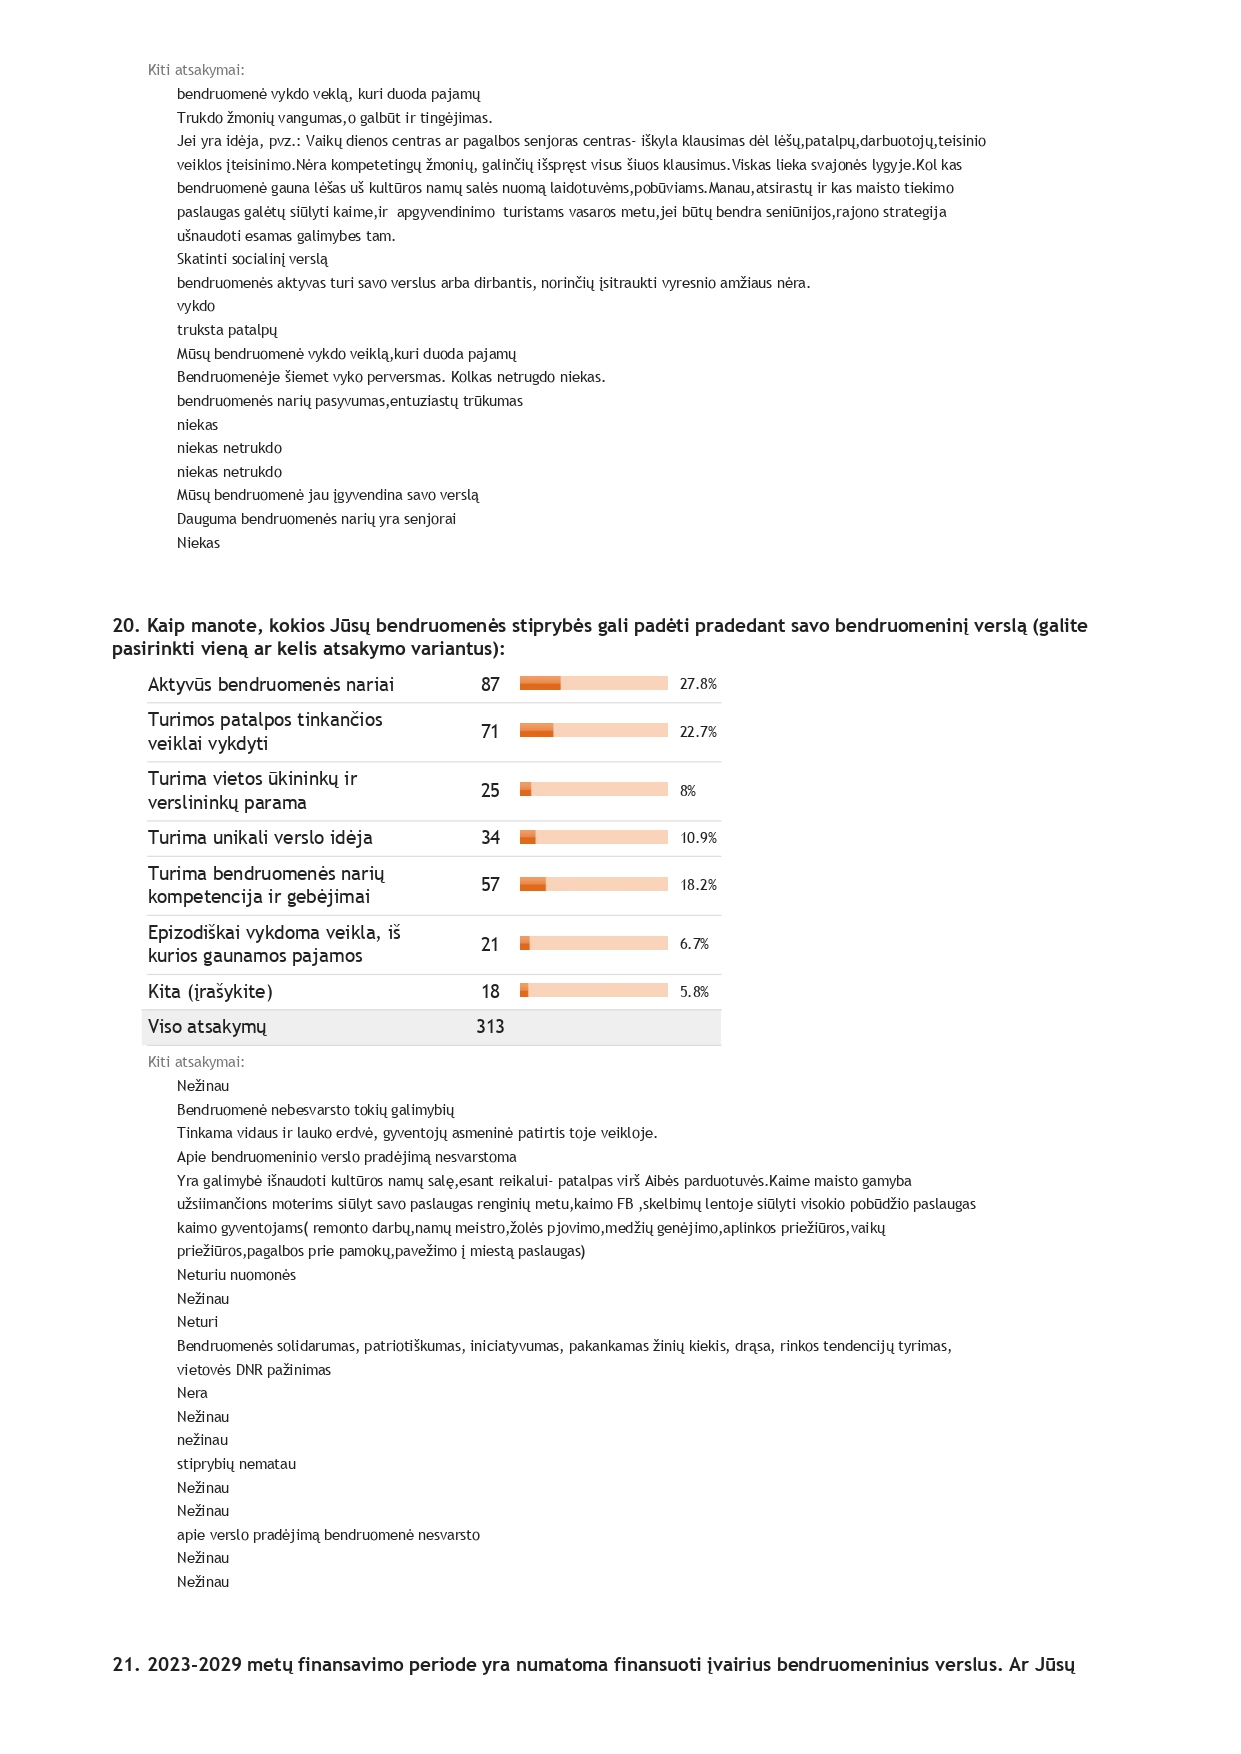 Kiti atsakymai:
bendruomenė vykdo veklą, kuri duoda pajamų
Trukdo žmonių vangumas,o galbūt ir tingėjimas.
Jei yra idėja, pvz.: Vaikų dienos centras ar pagalbos senjoras centras- iškyla klausimas dėl lėšų,patalpų,darbuotojų,teisinio
veiklos įteisinimo.Nėra kompetetingų žmonių, galinčių išspręst visus šiuos klausimus.Viskas lieka svajonės lygyje.Kol kas
bendruomenė gauna lėšas uš kultūros namų salės nuomą laidotuvėms,pobūviams.Manau,atsirastų ir kas maisto tiekimo
paslaugas galėtų siūlyti kaime,ir  apgyvendinimo  turistams vasaros metu,jei būtų bendra seniūnijos,rajono strategija
ušnaudoti esamas galimybes tam.
Skatinti socialinį verslą
bendruomenės aktyvas turi savo verslus arba dirbantis, norinčių įsitraukti vyresnio amžiaus nėra.
vykdo
truksta patalpų
Mūsų bendruomenė vykdo veiklą,kuri duoda pajamų
Bendruomenėje šiemet vyko perversmas. Kolkas netrugdo niekas.
bendruomenės narių pasyvumas,entuziastų trūkumas
niekas
niekas netrukdo
niekas netrukdo
Mūsų bendruomenė jau įgyvendina savo verslą
Dauguma bendruomenės narių yra senjorai
Niekas
20. Kaip manote, kokios Jūsų bendruomenės stiprybės gali padėti pradedant savo bendruomeninį verslą (galite
pasirinkti vieną ar kelis atsakymo variantus):
Aktyvūs bendruomenės nariai 87 27.8%
Turimos patalpos tinkančios
veiklai vykdyti 71 22.7%
Turima vietos ūkininkų ir
verslininkų parama 25 8%
Turima unikali verslo idėja 34 10.9%
Turima bendruomenės narių
kompetencija ir gebėjimai 57 18.2%
Epizodiškai vykdoma veikla, iš
kurios gaunamos pajamos 21 6.7%
Kita (įrašykite) 18 5.8%
Viso atsakymų 313
Kiti atsakymai:
Nežinau
Bendruomenė nebesvarsto tokių galimybių
Tinkama vidaus ir lauko erdvė, gyventojų asmeninė patirtis toje veikloje.
Apie bendruomeninio verslo pradėjimą nesvarstoma
Yra galimybė išnaudoti kultūros namų salę,esant reikalui- patalpas virš Aibės parduotuvės.Kaime maisto gamyba
užsiimančions moterims siūlyt savo paslaugas renginių metu,kaimo FB ,skelbimų lentoje siūlyti visokio pobūdžio paslaugas
kaimo gyventojams( remonto darbų,namų meistro,žolės pjovimo,medžių genėjimo,aplinkos priežiūros,vaikų
priežiūros,pagalbos prie pamokų,pavežimo į miestą paslaugas)
Neturiu nuomonės
Nežinau
Neturi
Bendruomenės solidarumas, patriotiškumas, iniciatyvumas, pakankamas žinių kiekis, drąsa, rinkos tendencijų tyrimas,
vietovės DNR pažinimas
Nera
Nežinau
nežinau
stiprybių nematau
Nežinau
Nežinau
apie verslo pradėjimą bendruomenė nesvarsto
Nežinau
Nežinau
21. 2023-2029 metų finansavimo periode yra numatoma finansuoti įvairius bendruomeninius verslus. Ar Jūsų